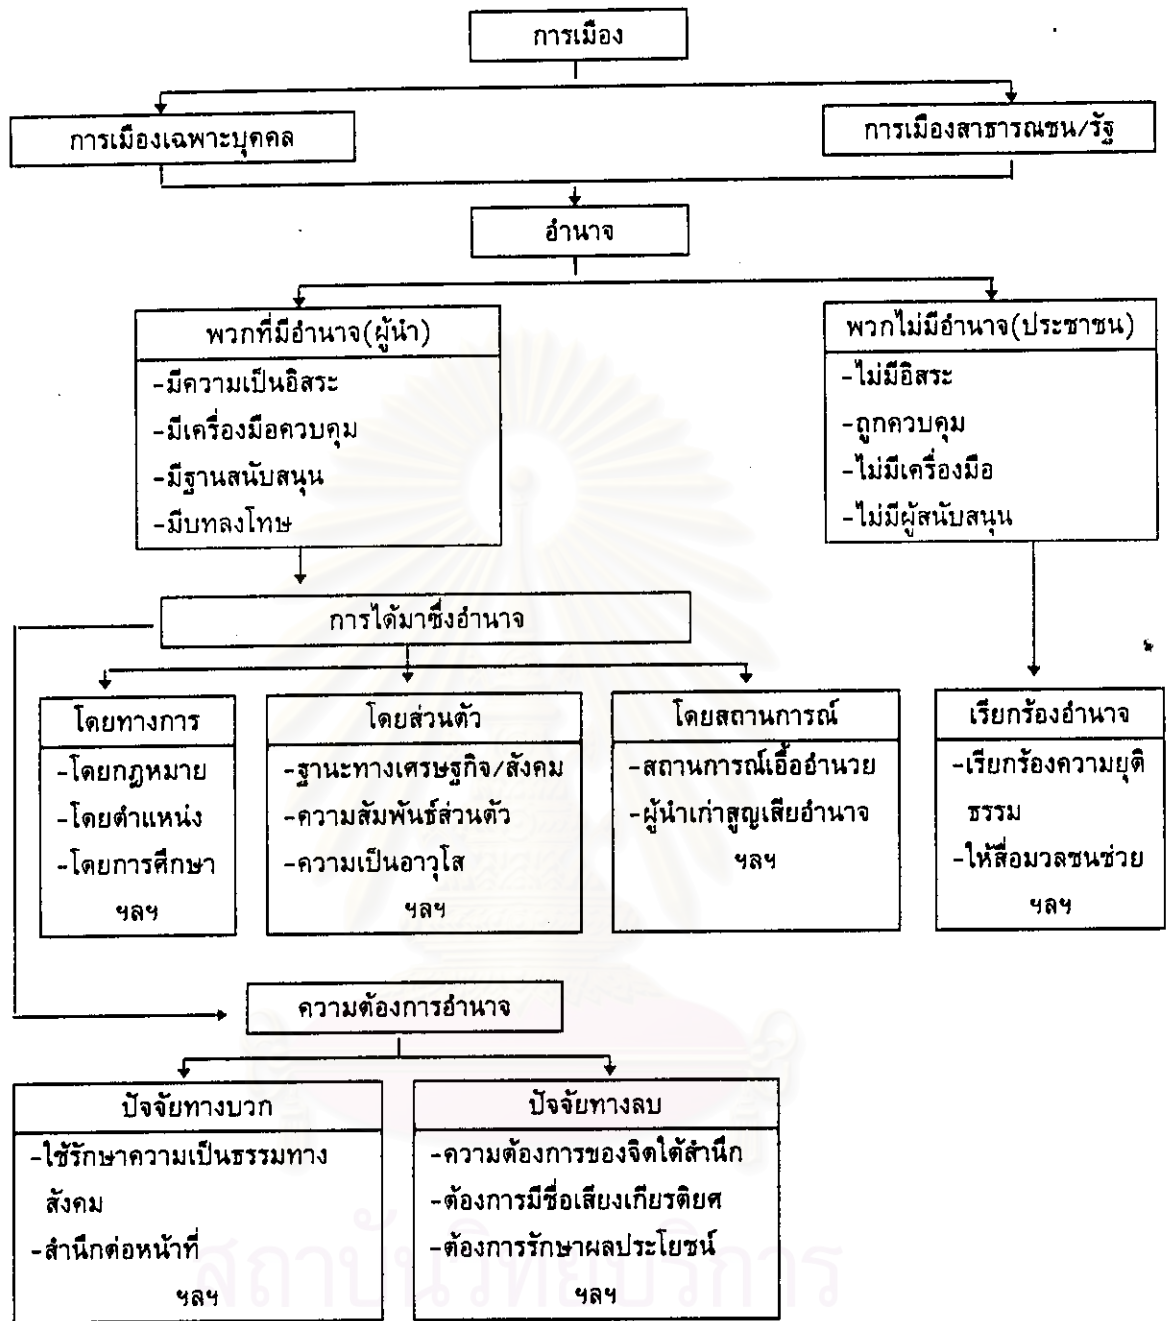 การเมือง
การเมืองเฉพาะบุคคล
การเมืองสาธารณชน/รัฐ
อำนาจ
พวกที่มีอำนาจ(ผู้นำ)
-มีความเป็นอิสระ
-มีเครื่องมือควบคุม
-มีฐานสนับสนุน
-มีบทลงโทษ
พวกไม่มีอำนาจ(ประชาชน)
-ไม่มีอิสระ
-ถูกควบคุม
-ไม่มีเครื่องมือ
-ไม่มีผู้สนับสนุน
การได้มาซึ่งอำนาจ
โดยทางการ
-โดยกฎหมาย
-โดยตำแหน่ง
-โดยการศึกษา
ฯลฯ
โดยส่วนตัว
-ฐานะทางเศรษฐกิจ/สังคม
-ความสัมพันธ์ส่วนตัว
-ความเป็นอาวุโส
ฯลฯ
โดยสถานการณ์
-สถานการณ์เอื้ออำนวย
-ผู้นำเก่าสูญเสียอำนาจ
ฯลฯ
เรียกร้องอำนาจ
-เรียกร้องความยุติ
ธรรม
-ให้สื่อมวลชนช่วย
ฯลฯ
ความต้องการอำนาจ
ปัจจัยทางบวก
-ใช้รักษาความเป็นธรรมทาง
สังคม
-สำนึกต่อหน้าที่
ฯลฯ
ปัจจัยทางลบ
-ความต้องการของจิตใต้สำนึก
-ต้องการมีชื่อเสียงเกียรติยศ
-ต้องการรักษาผลประโยชน์
ฯลฯ
สถาบันวิทยบริการ